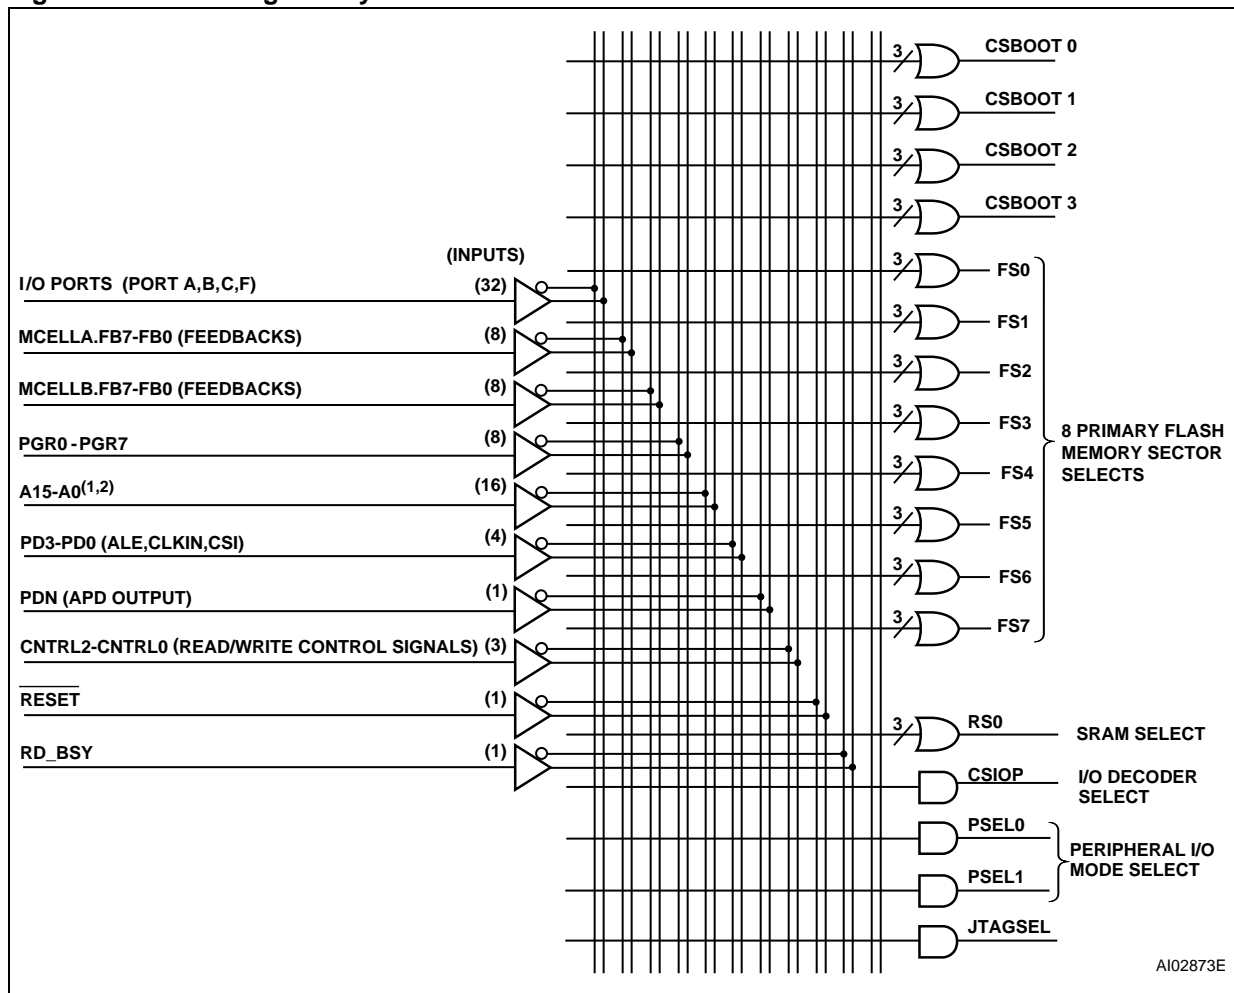 3 CSBOOT 0
3 CSBOOT 1
3 CSBOOT 2
3 CSBOOT 3
(INPUTS)
I/O PORTS (PORT A,B,C,F) (32)
MCELLA.FB7-FB0 (FEEDBACKS) (8)
MCELLB.FB7-FB0 (FEEDBACKS) (8)
PGR0 -PGR7 (8)
A15-A0(1,2) (16)
PD3-PD0 (ALE,CLKIN,CSI) (4)
PDN (APD OUTPUT) (1)
CNTRL2-CNTRL0 (READ/WRITE CONTROL SIGNALS) (3)
RESET (1)
RD_BSY (1)
3 FS0
3 FS1
3 FS2
3 FS3
3 FS4
3 FS5
3 FS6
3 FS7
8 PRIMARY FLASH
MEMORY SECTOR
SELECTS
3 RS0 SRAM SELECT
CSIOP I/O DECODER
SELECT
PSEL0
PSEL1
PERIPHERAL I/O
MODE SELECT
JTAGSEL
AI02873E